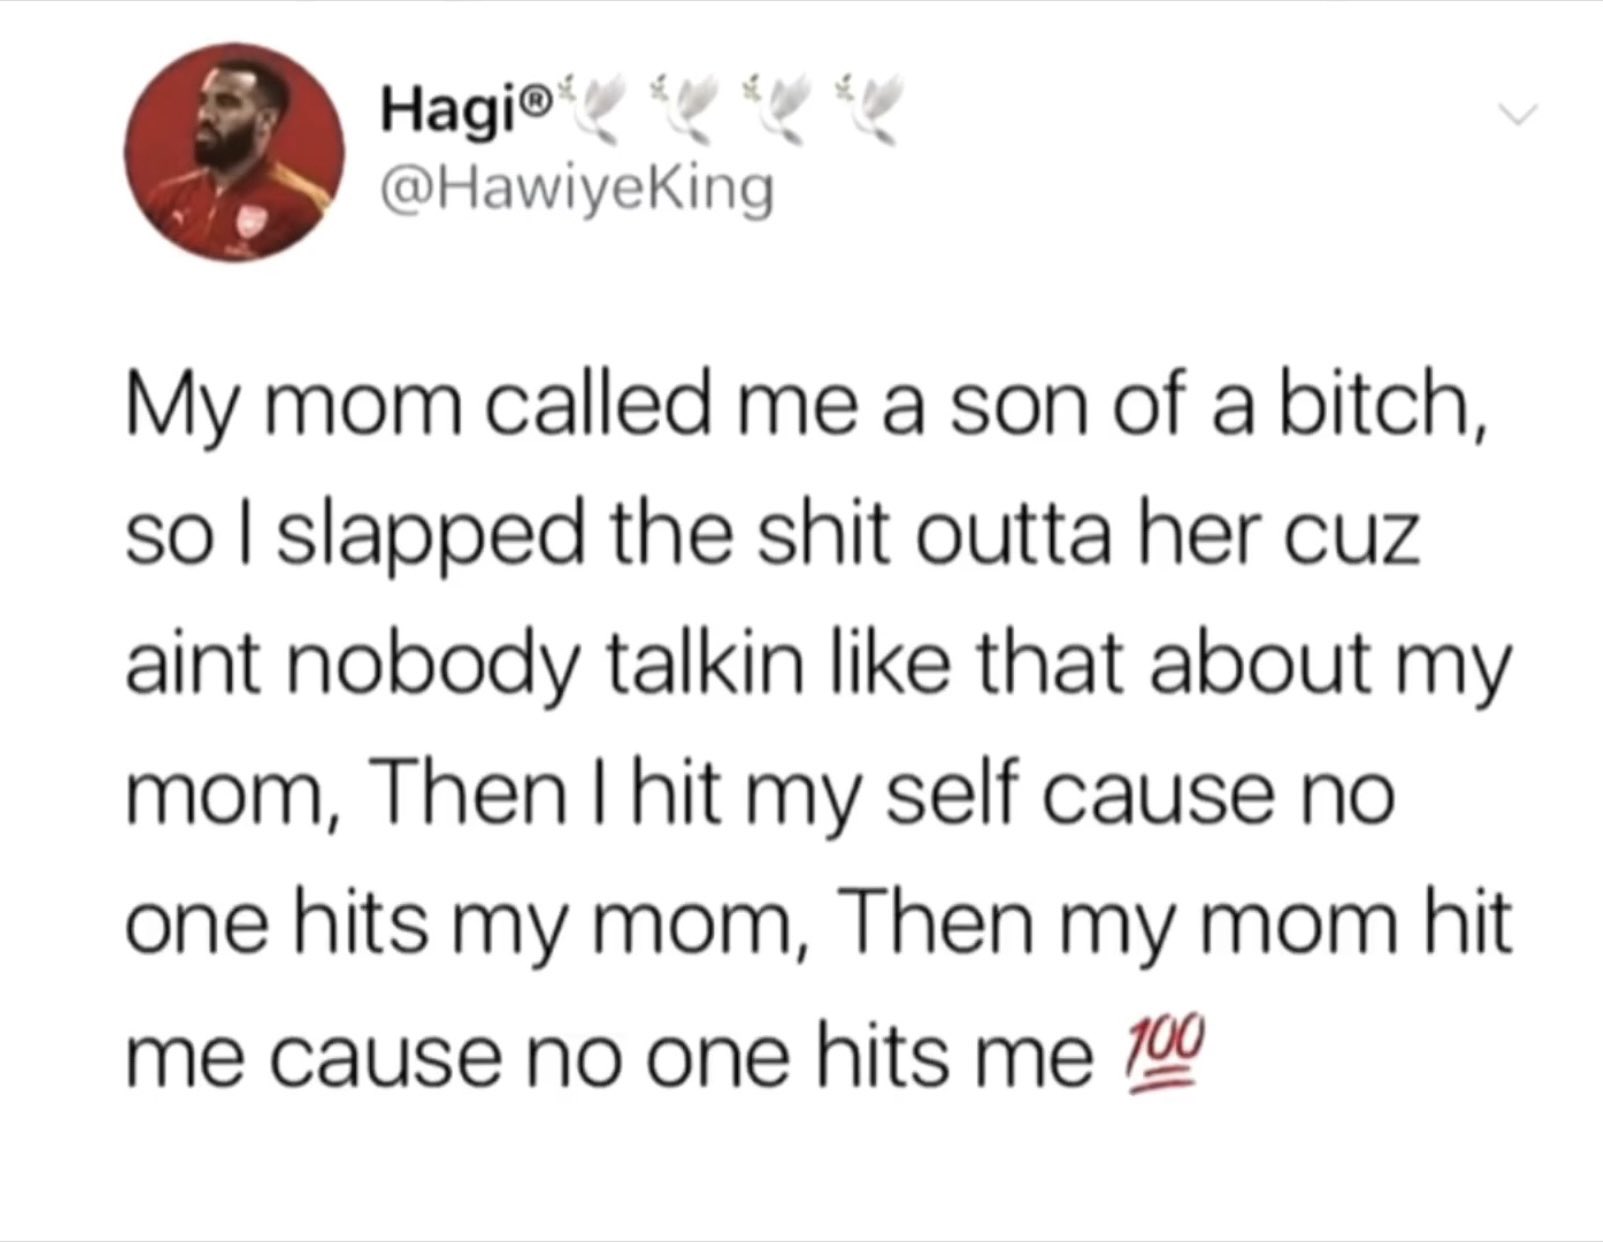 Hagi®🕊🕊🕊🕊
@HawiyeKing
My mom called me a son of a bitch,
so I slapped the shit outta her cuz
aint nobody talkin like that about my
mom, Then I hit my self cause no
one hits my mom, Then my mom hit
me cause no one hits me 💯